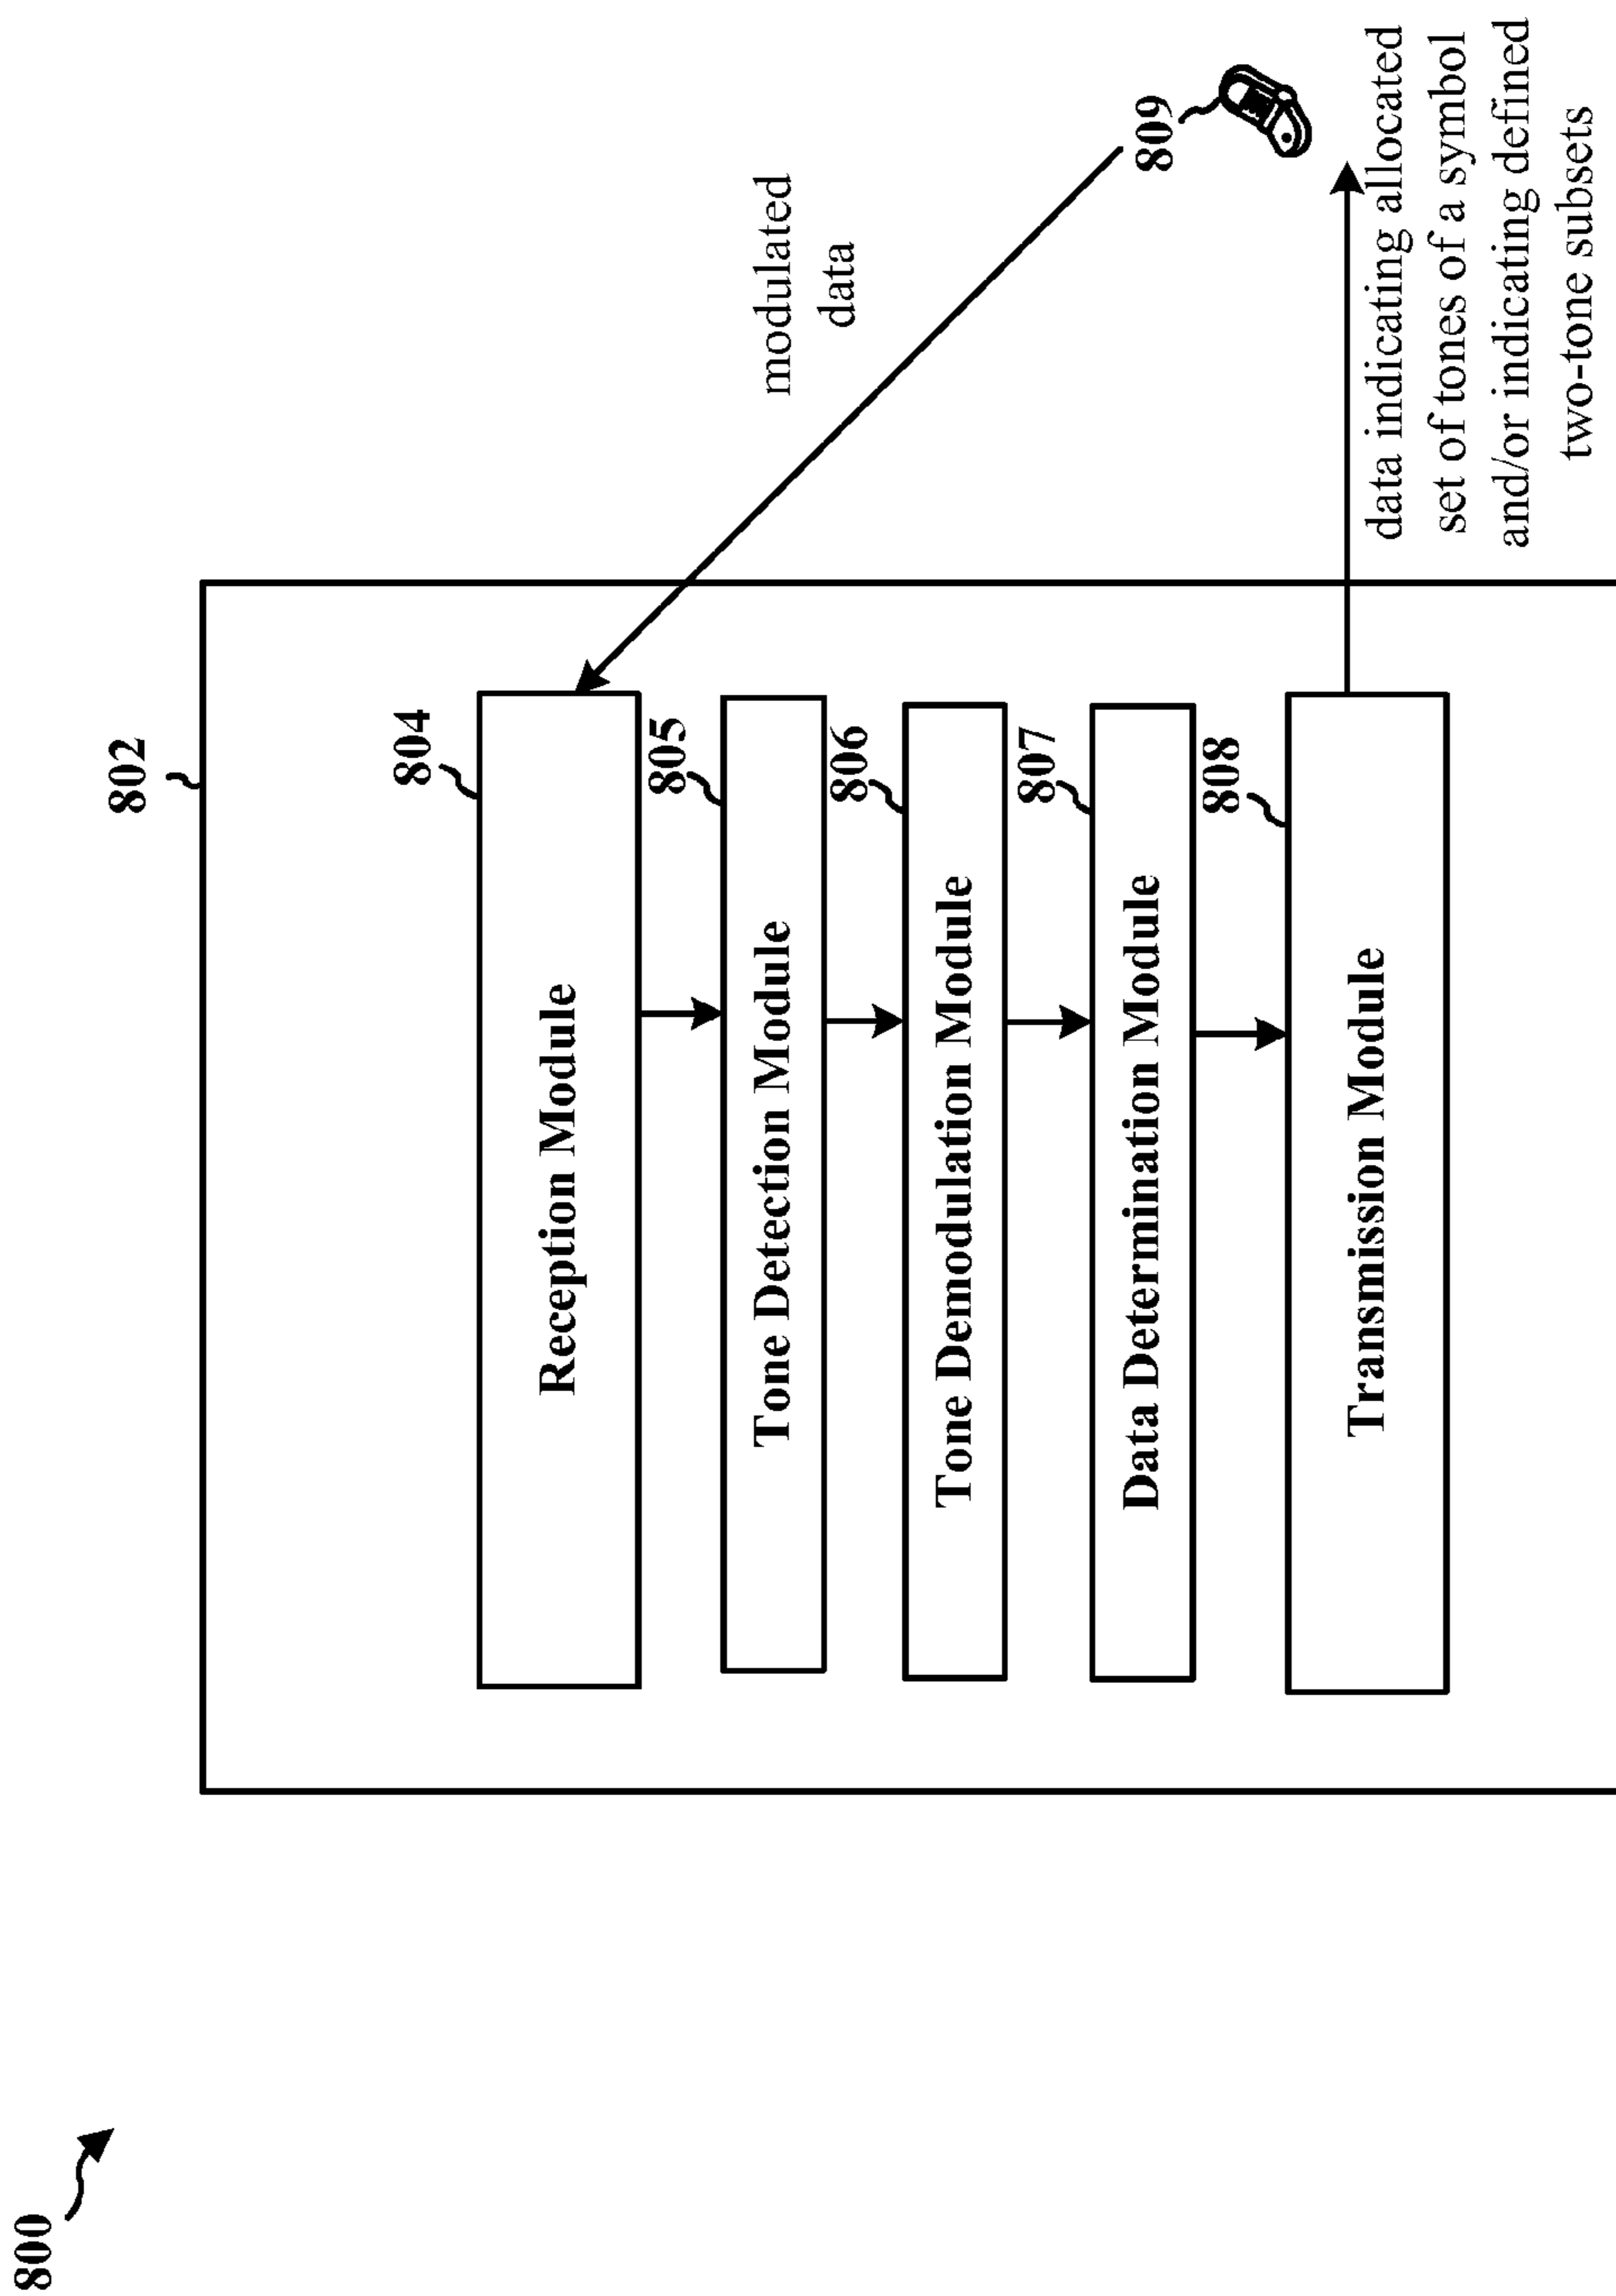 800
802
804
Reception Module
modulated
data
805
Tone Detection Module
806
Tone Demodulation Module
807
Data Determination Module
809
808
Transmission Module
data indicating allocated
set of tones of a symbol
and/or indicating defined
two-tone subsets